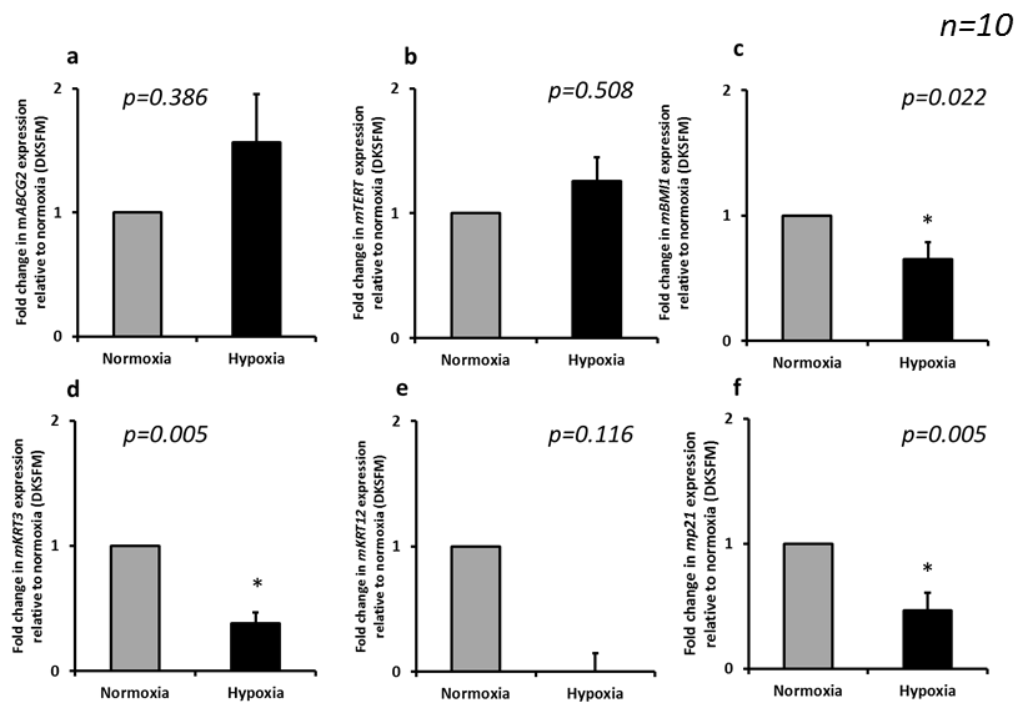 n=10
a
Fold change in mABCG2 expression
relative to normoxia (DKSFM)
2
1
0
p=0.386
Normoxia
Hypoxia
b
Fold change in mTERT expression
relative to normoxia (DKSFM)
2
1
0
p=0.508
Normoxia
Hypoxia
c
Fold change in mBMI1 expression
relative to normoxia (DKSFM)
2
1
0
p=0.022
*
Normoxia
Hypoxia
d
Fold change in mKRT3 expression
relative to normoxia (DKSFM)
2
1
0
p=0.005
*
Normoxia
Hypoxia
e
Fold change in mKRT12 expression
relative to normoxia (DKSFM)
2
1
0
p=0.116
Normoxia
Hypoxia
f
Fold change in mp21 expression
relative to normoxia (DKSFM)
2
1
0
p=0.005
*
Normoxia
Hypoxia